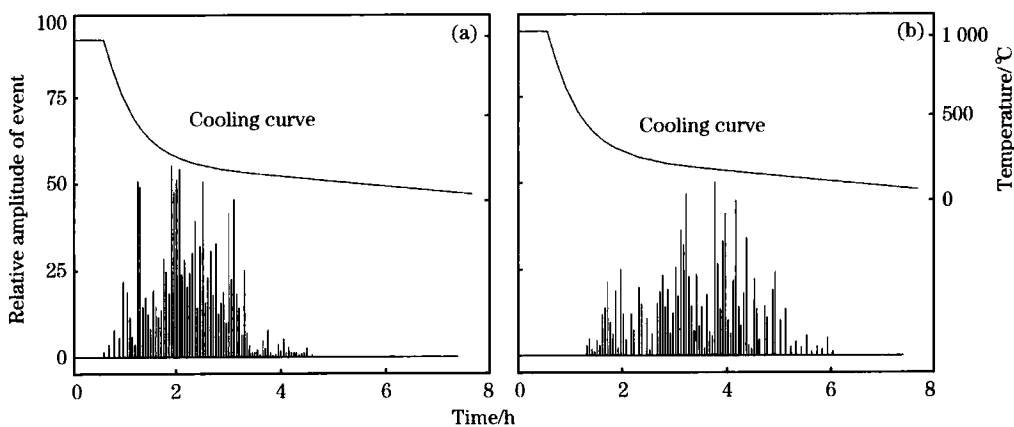 Relative amplitude of event
100
75
50
25
0
(a)
Cooling curve
0 2 4 6 8
(b)
Cooling curve
0 2 4 6 8
1 000
500
0
Temperature/℃
Time/h